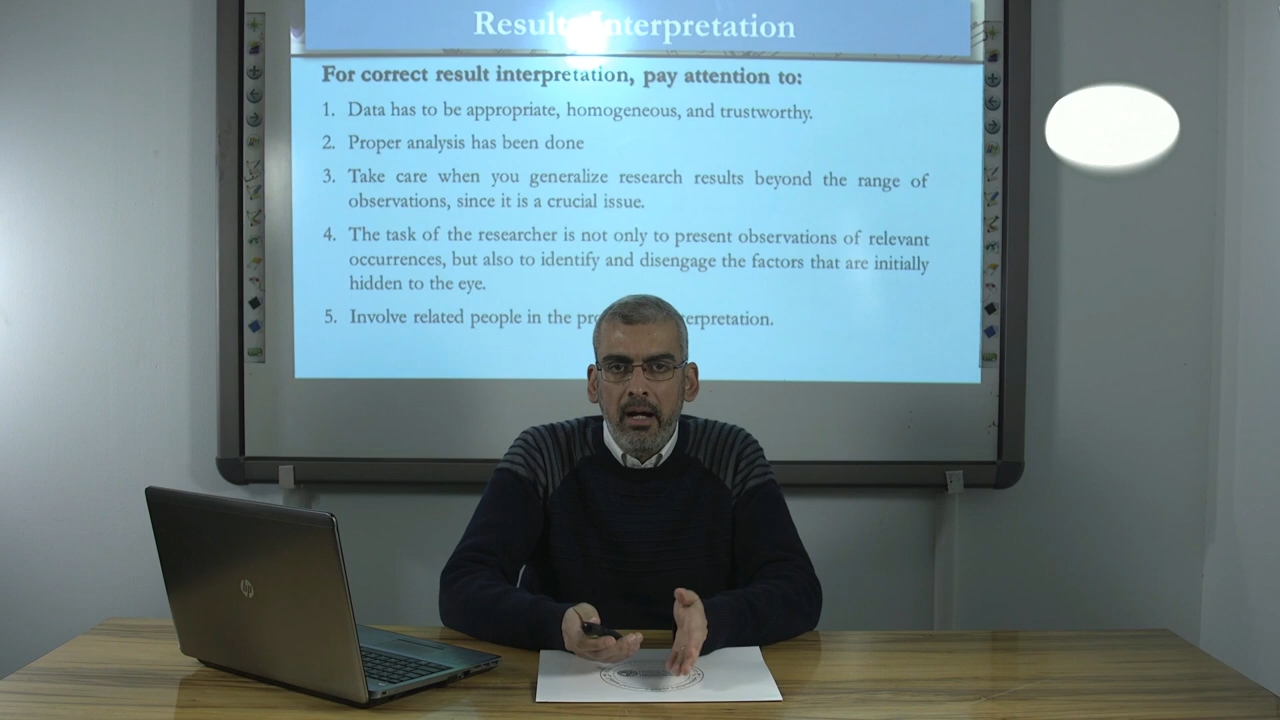 Interpretation
For correct result interpretation, pay attention to:
1. Data has to be appropriate, homogeneous, and trustworthy.
2. Proper analysis has been done
3. Take care when you generalize research results beyond the range of
observations, since it is a crucial issue.
4. The task of the researcher is not only to present observations of relevant
occurrences, but also to identify and disengage the factors that are initially
hidden to the eye.
5. Involve related people in the
hp